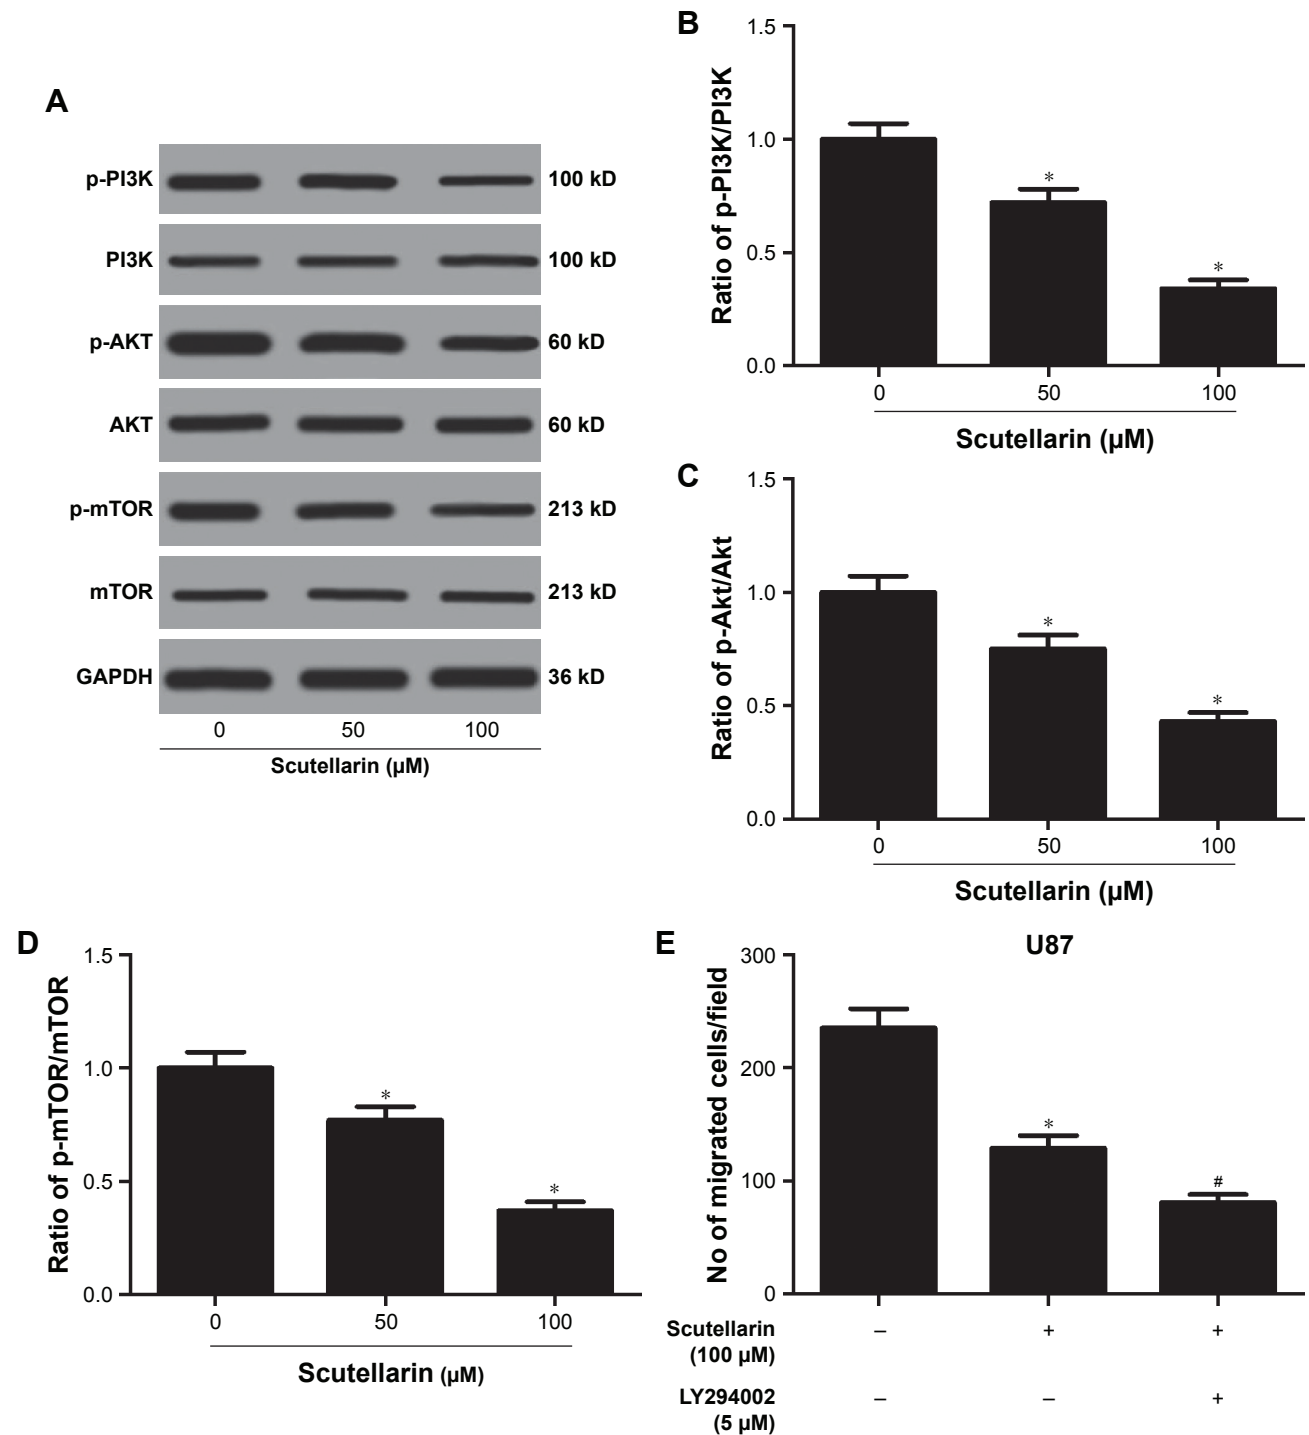 A
p-PI3K 100 kD
PI3K 100 kD
p-AKT 60 kD
AKT 60 kD
p-mTOR 213 kD
mTOR 213 kD
GAPDH 36 kD
0 50 100
Scutellarin (µM)
B
Ratio of p-PI3K/PI3K
1.5
1.0
0.5
0.0
*
*
0 50 100
Scutellarin (µM)
C
Ratio of p-Akt/Akt
1.5
1.0
0.5
0.0
*
*
0 50 100
Scutellarin (µM)
D
Ratio of p-mTOR/mTOR
1.5
1.0
0.5
0.0
*
*
0 50 100
Scutellarin (µM)
E
U87
No of migrated cells/field
300
200
100
0
*
#
Scutellarin – + +
(100 µM)
LY294002 – – +
(5 µM)